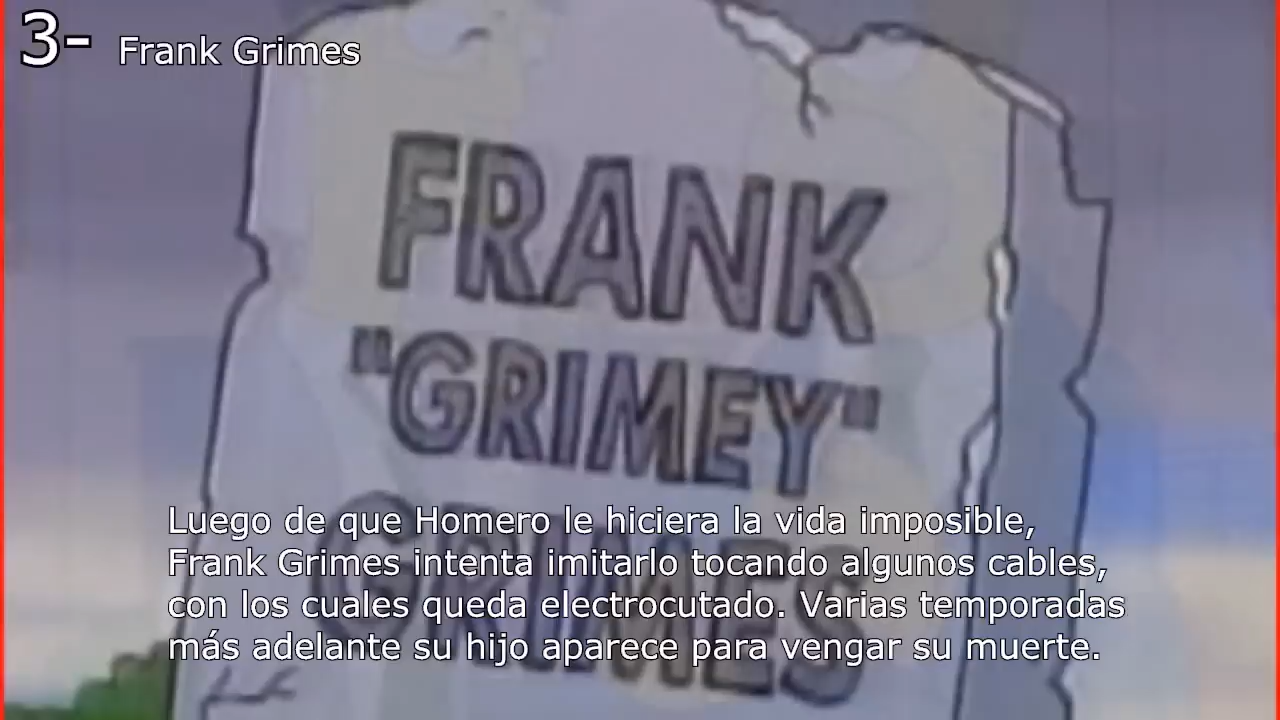 3- Frank Grimes
FRANK
"GRIMEY"
GRIMES
Luego de que Homero le hiciera la vida imposible,
Frank Grimes intenta imitarlo tocando algunos cables,
con los cuales queda electrocutado. Varias temporadas
más adelante su hijo aparece para vengar su muerte.